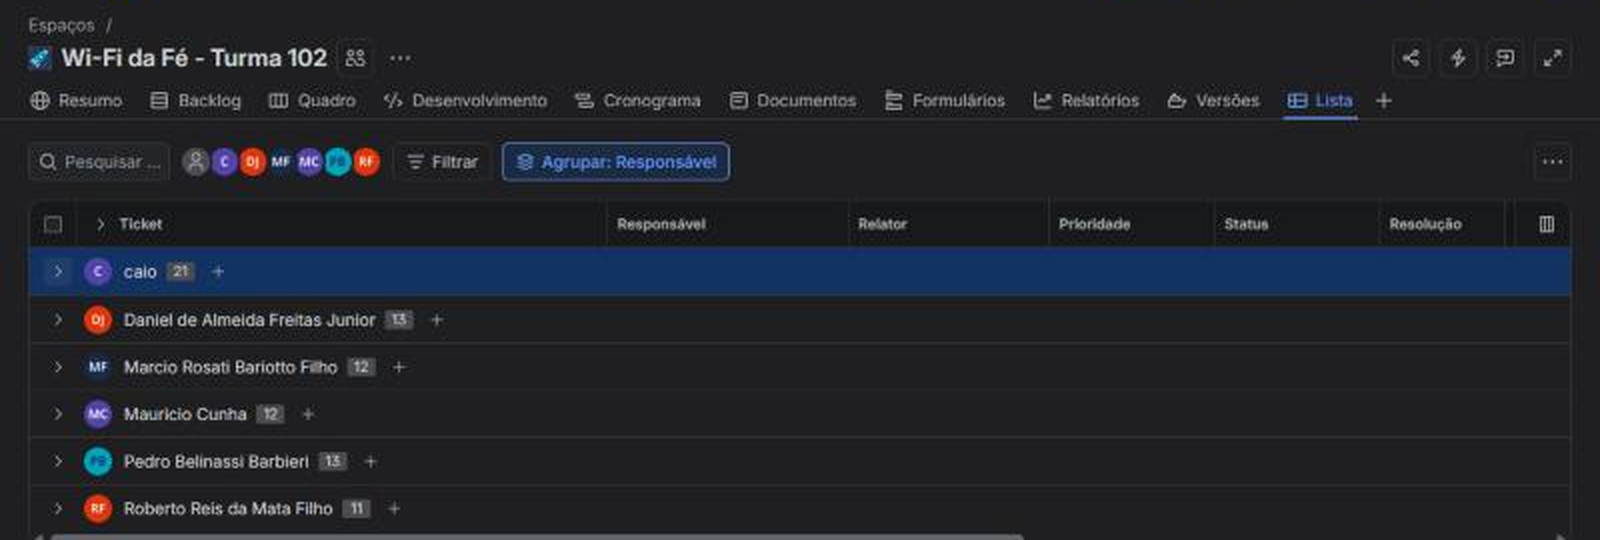 Espaços /
Wi-Fi da Fé - Turma 102
Resumo Backlog Quadro Desenvolvimento Cronograma Documentos Formulários Relatórios Versões Lista
Pesquisar ... C DJ MF MC PB RF Filtrar Agrupar: Responsável
Ticket Responsável Relator Prioridade Status Resolução
C caio 21
DJ Daniel de Almeida Freitas Junior 13
MF Marcio Rosati Bariotto Filho 12
MC Mauricio Cunha 12
PB Pedro Belinassi Barbieri 13
RF Roberto Reis da Mata Filho 11